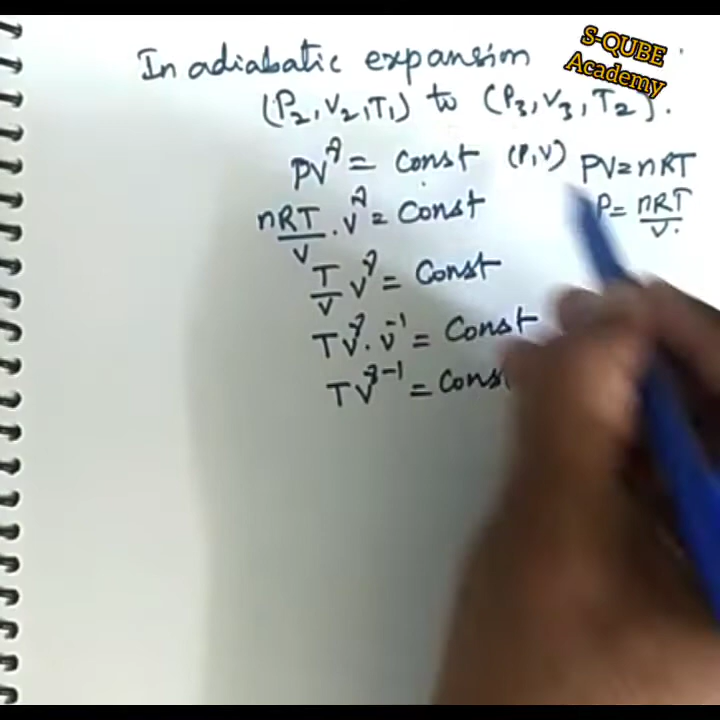 In adiabatic expansion
S-QUBE
Academy
(P₂, V₂, T₁) to (P₃, V₃, T₂).
PV^γ = Const (P,V) PV = nRT
nRT/V . V^γ = Const P = nRT/V.
T/V V^γ = Const
TV^γ . V^-1 = Const
TV^γ-1 = Cons